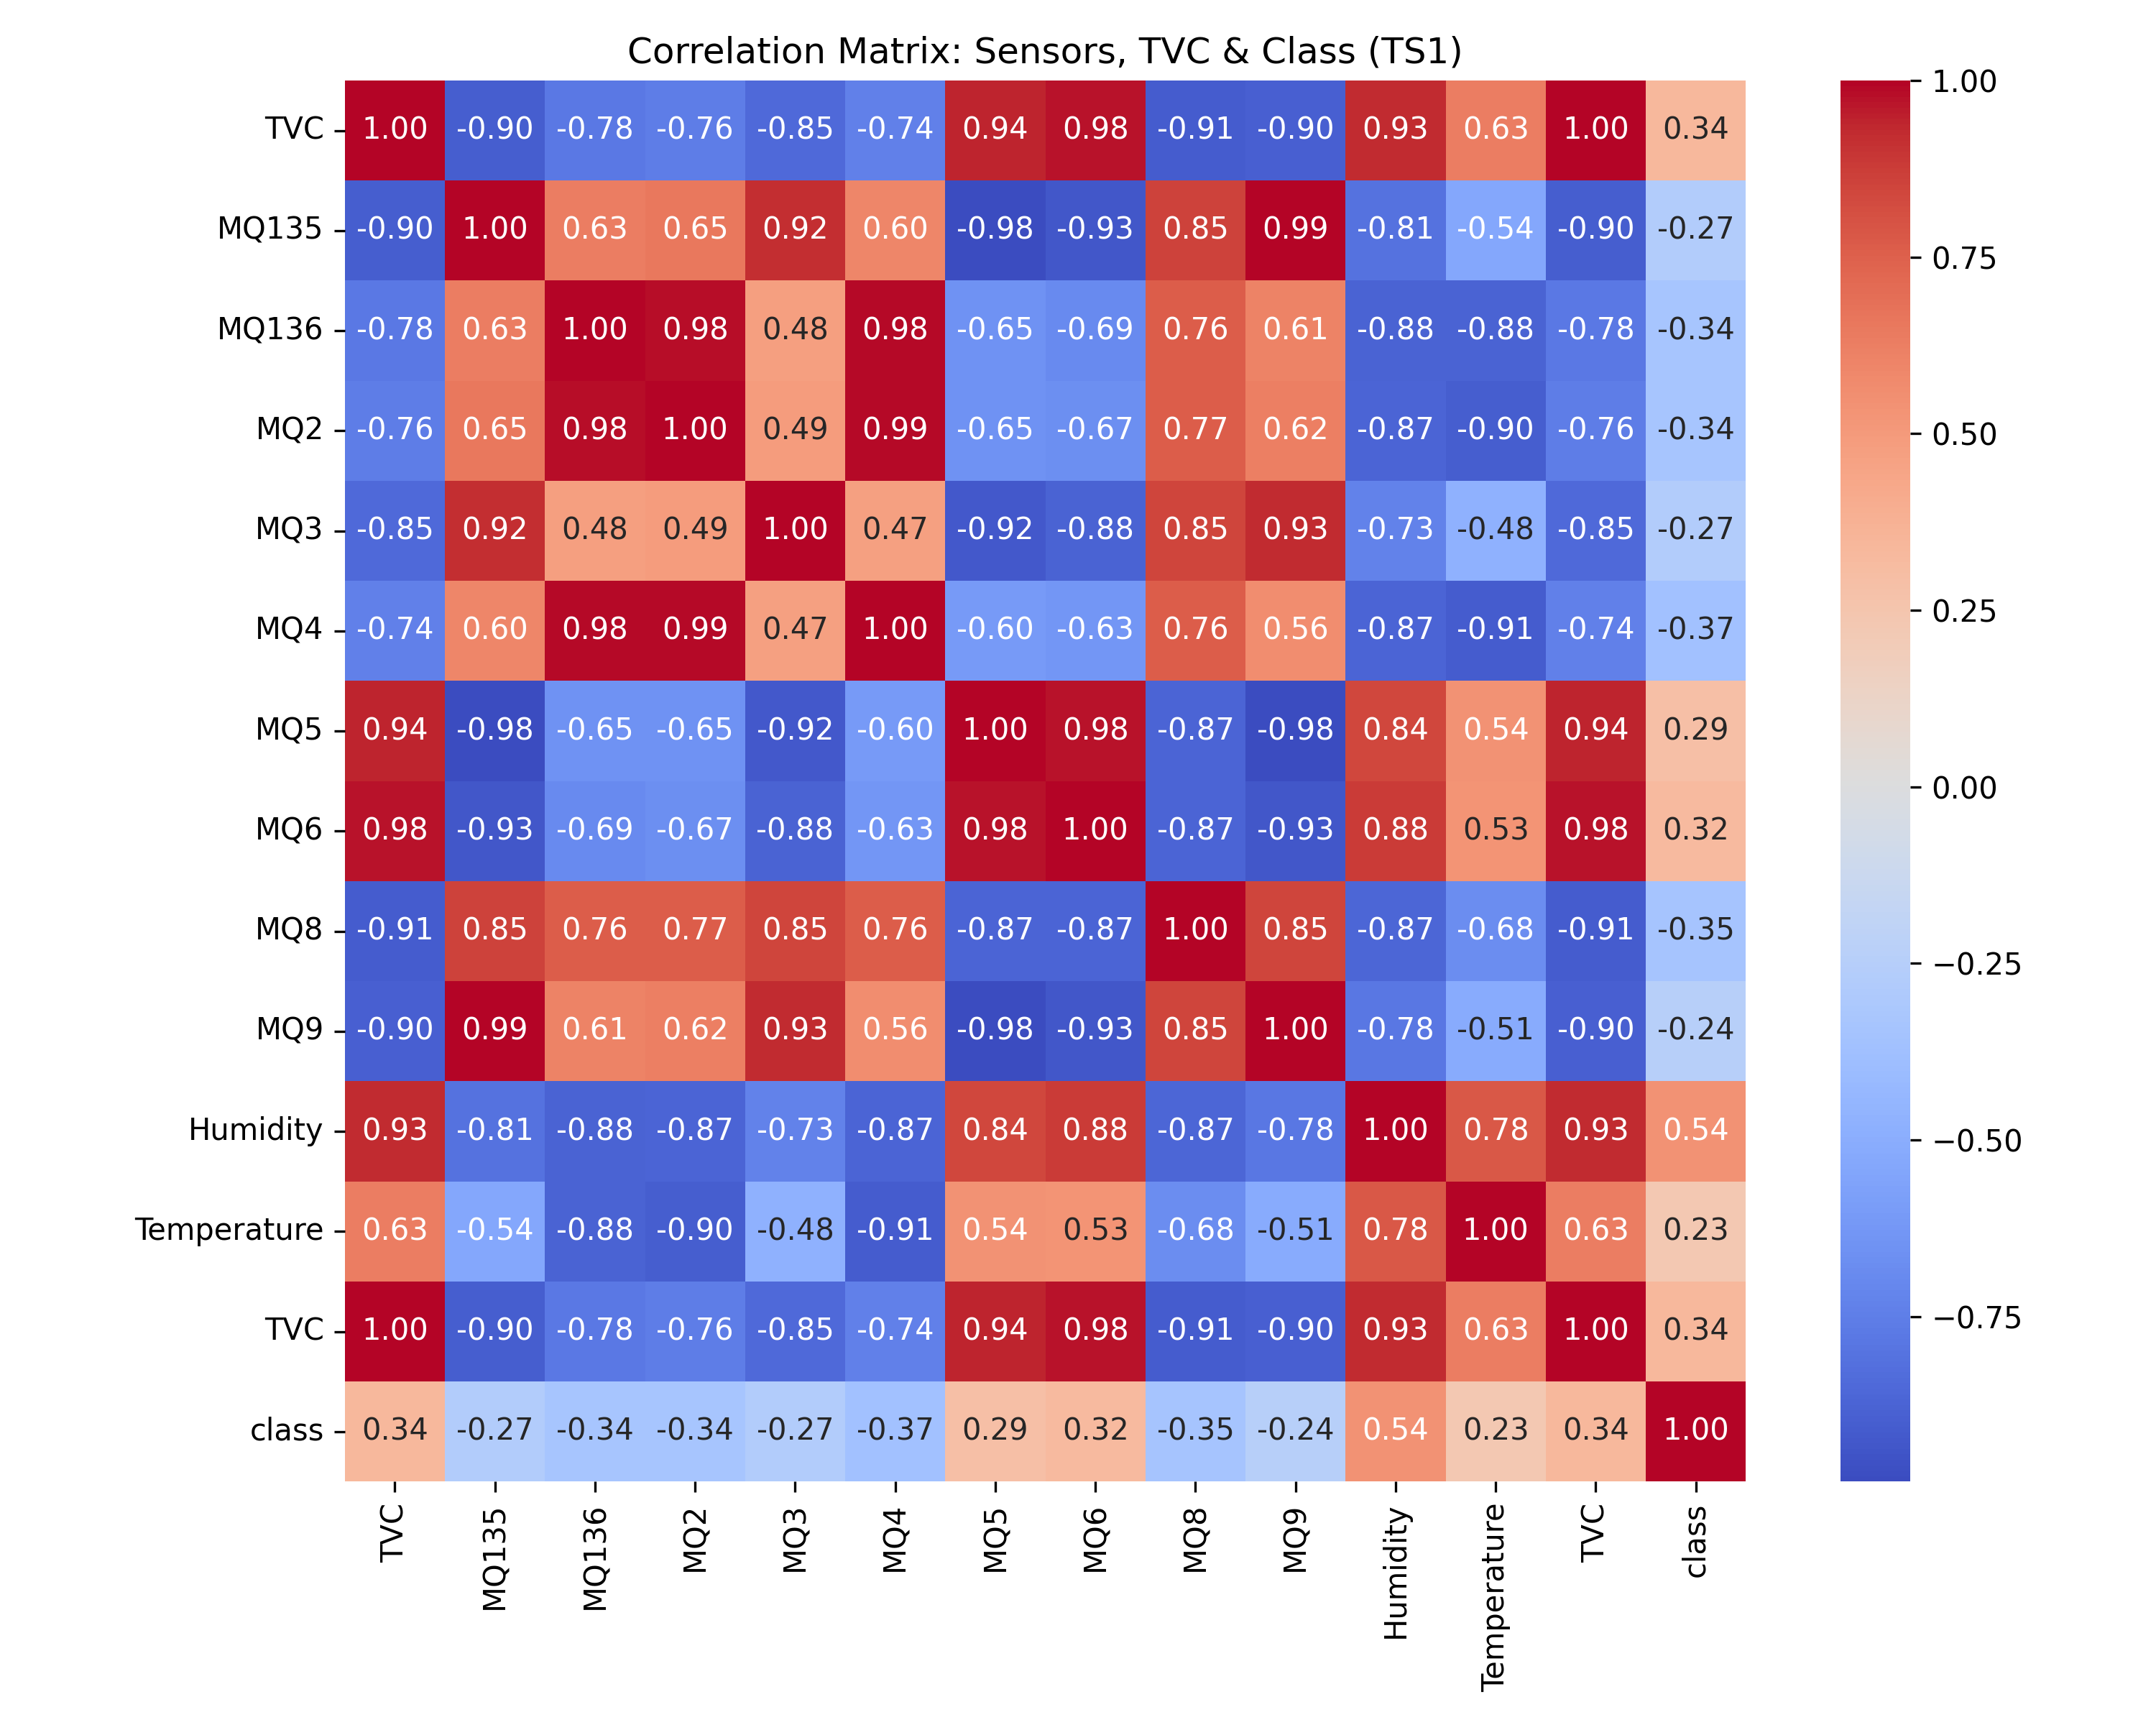 Correlation Matrix: Sensors, TVC & Class (TS1)
TVC 1.00 -0.90 -0.78 -0.76 -0.85 -0.74 0.94 0.98 -0.91 -0.90 0.93 0.63 1.00 0.34
MQ135 -0.90 1.00 0.63 0.65 0.92 0.60 -0.98 -0.93 0.85 0.99 -0.81 -0.54 -0.90 -0.27
MQ136 -0.78 0.63 1.00 0.98 0.48 0.98 -0.65 -0.69 0.76 0.61 -0.88 -0.88 -0.78 -0.34
MQ2 -0.76 0.65 0.98 1.00 0.49 0.99 -0.65 -0.67 0.77 0.62 -0.87 -0.90 -0.76 -0.34
MQ3 -0.85 0.92 0.48 0.49 1.00 0.47 -0.92 -0.88 0.85 0.93 -0.73 -0.48 -0.85 -0.27
MQ4 -0.74 0.60 0.98 0.99 0.47 1.00 -0.60 -0.63 0.76 0.56 -0.87 -0.91 -0.74 -0.37
MQ5 0.94 -0.98 -0.65 -0.65 -0.92 -0.60 1.00 0.98 -0.87 -0.98 0.84 0.54 0.94 0.29
MQ6 0.98 -0.93 -0.69 -0.67 -0.88 -0.63 0.98 1.00 -0.87 -0.93 0.88 0.53 0.98 0.32
MQ8 -0.91 0.85 0.76 0.77 0.85 0.76 -0.87 -0.87 1.00 0.85 -0.87 -0.68 -0.91 -0.35
MQ9 -0.90 0.99 0.61 0.62 0.93 0.56 -0.98 -0.93 0.85 1.00 -0.78 -0.51 -0.90 -0.24
Humidity 0.93 -0.81 -0.88 -0.87 -0.73 -0.87 0.84 0.88 -0.87 -0.78 1.00 0.78 0.93 0.54
Temperature 0.63 -0.54 -0.88 -0.90 -0.48 -0.91 0.54 0.53 -0.68 -0.51 0.78 1.00 0.63 0.23
TVC 1.00 -0.90 -0.78 -0.76 -0.85 -0.74 0.94 0.98 -0.91 -0.90 0.93 0.63 1.00 0.34
class 0.34 -0.27 -0.34 -0.34 -0.27 -0.37 0.29 0.32 -0.35 -0.24 0.54 0.23 0.34 1.00
TVC MQ135 MQ136 MQ2 MQ3 MQ4 MQ5 MQ6 MQ8 MQ9 Humidity Temperature TVC class
1.00
0.75
0.50
0.25
0.00
−0.25
−0.50
−0.75